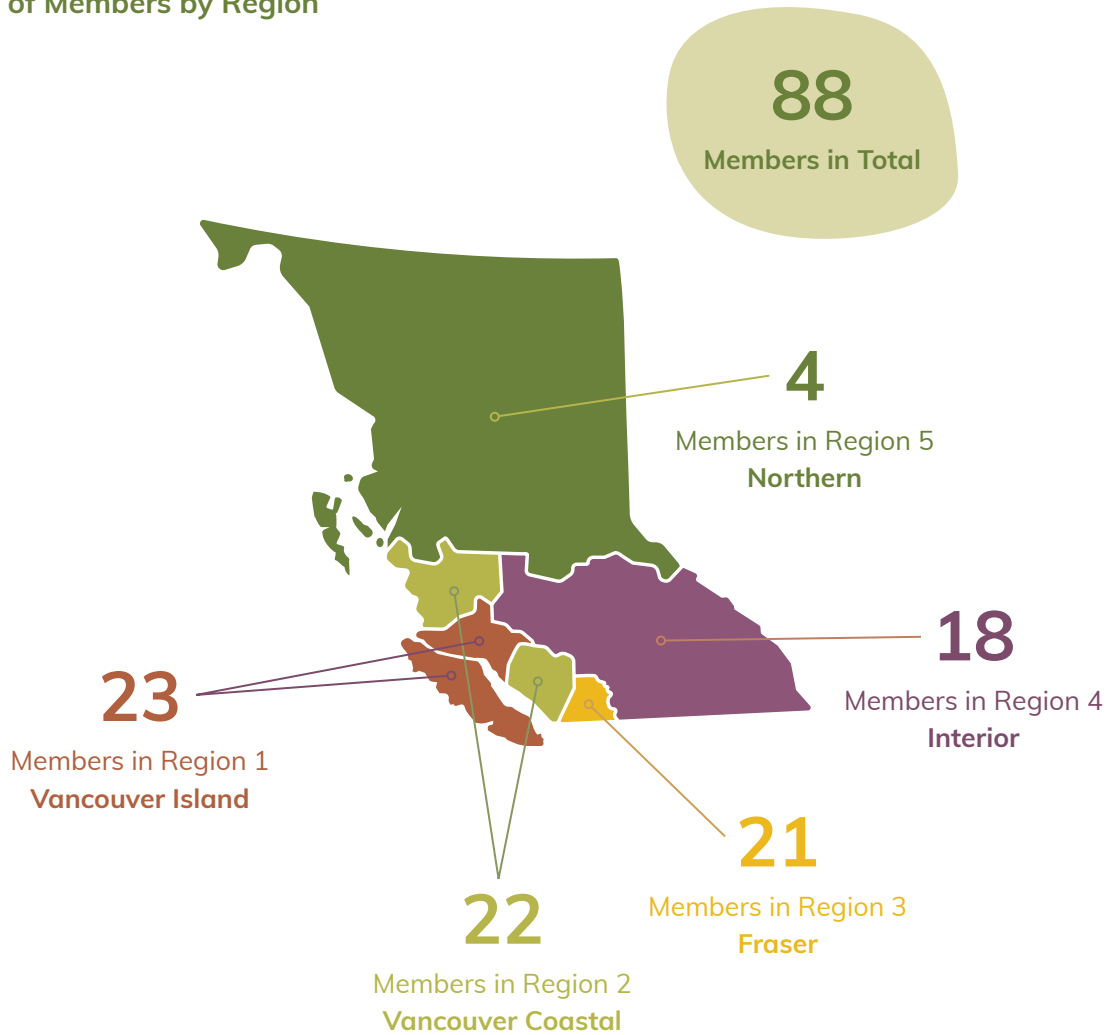 of Members by Region
88
Members in Total
4
Members in Region 5
Northern
18
Members in Region 4
Interior
23
Members in Region 1
Vancouver Island
21
Members in Region 3
Fraser
22
Members in Region 2
Vancouver Coastal